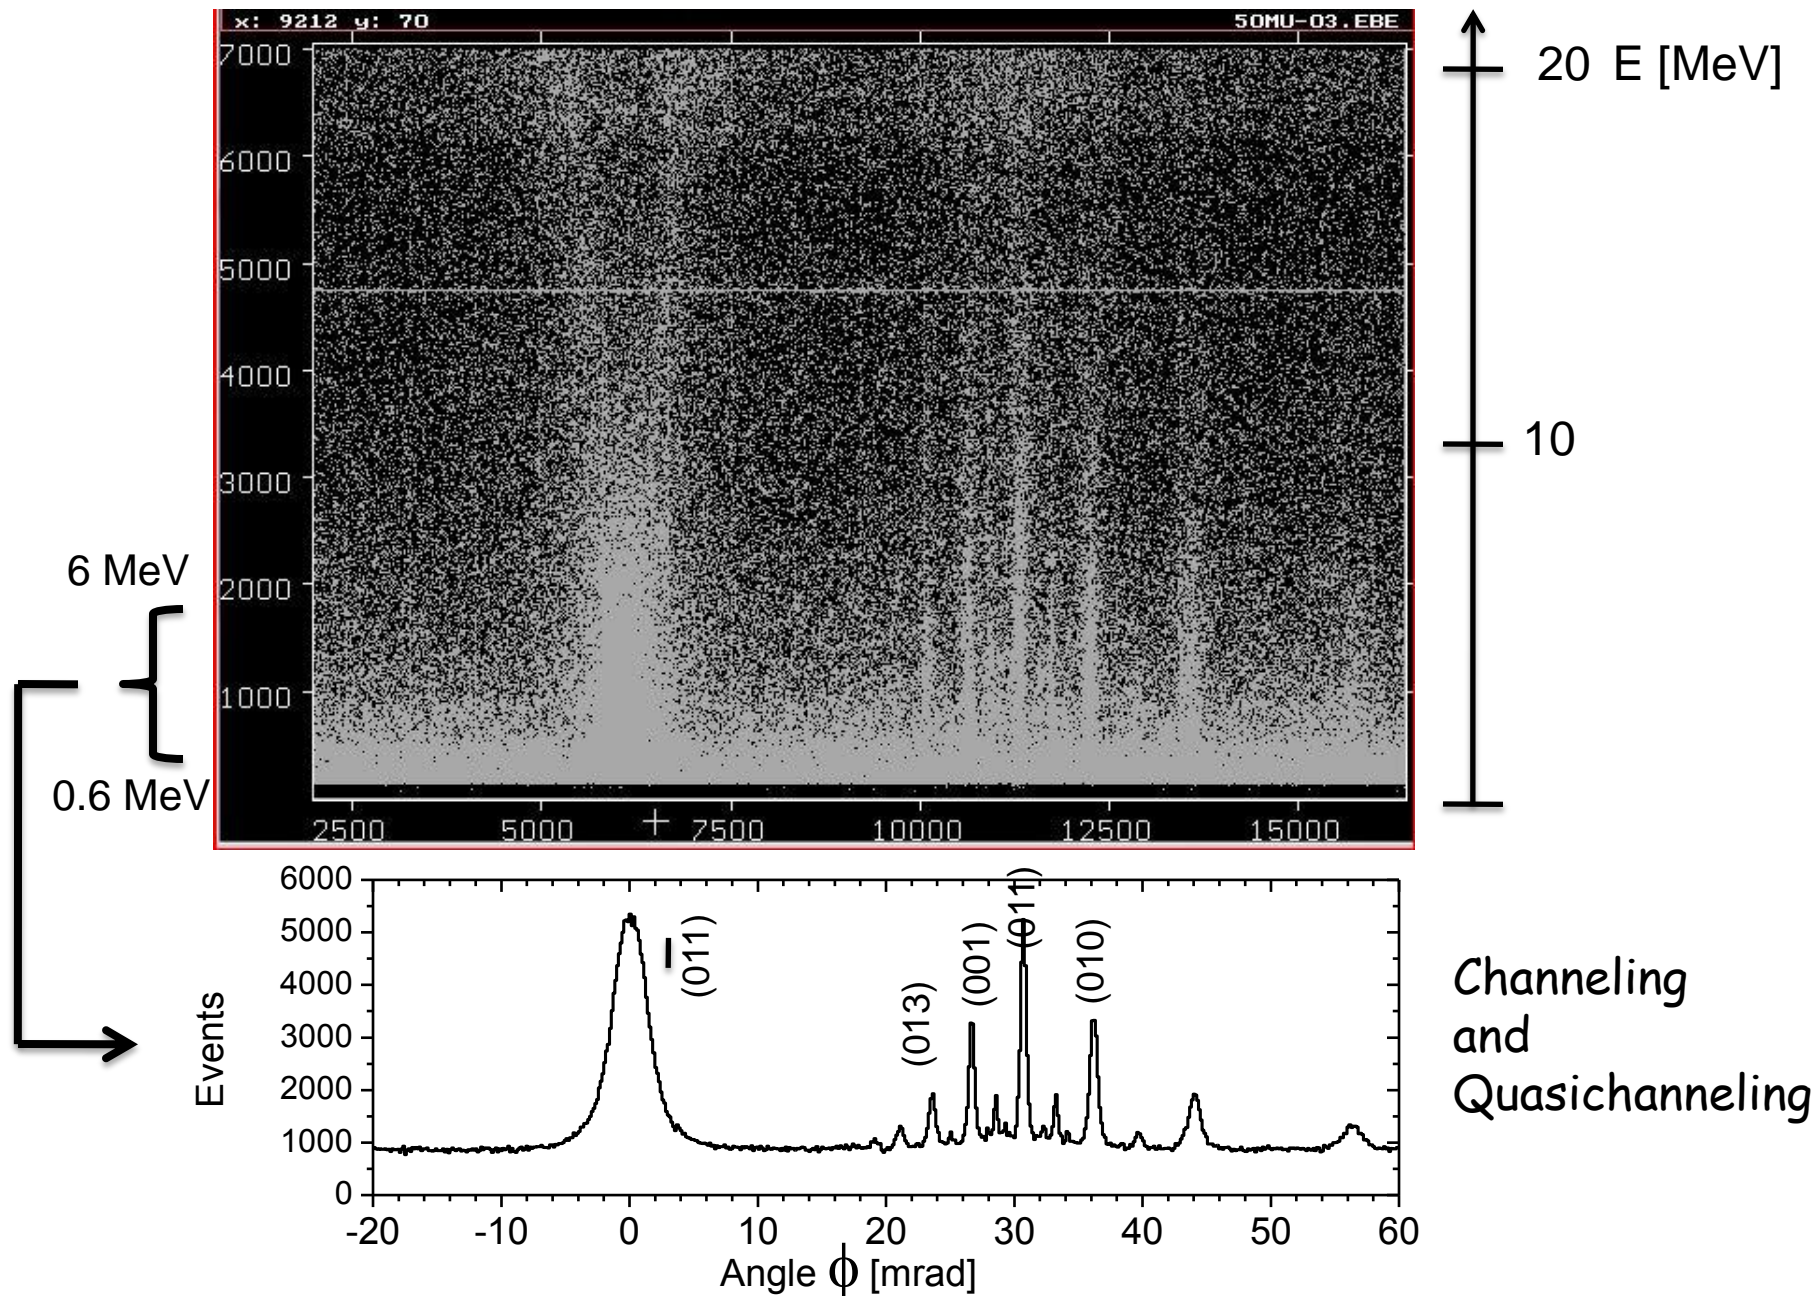 x: 9212 y: 70
50MU-03.EBE
7000
6000
5000
4000
3000
2000
1000
2500 5000 7500 10000 12500 15000
20 E [MeV]
10
6 MeV
0.6 MeV
6000
5000
4000
3000
2000
1000
0
Events
(011)
(013)
(001)
(011)
(010)
-20 -10 0 10 20 30 40 50 60
Angle ϕ [mrad]
Channeling
and
Quasichanneling